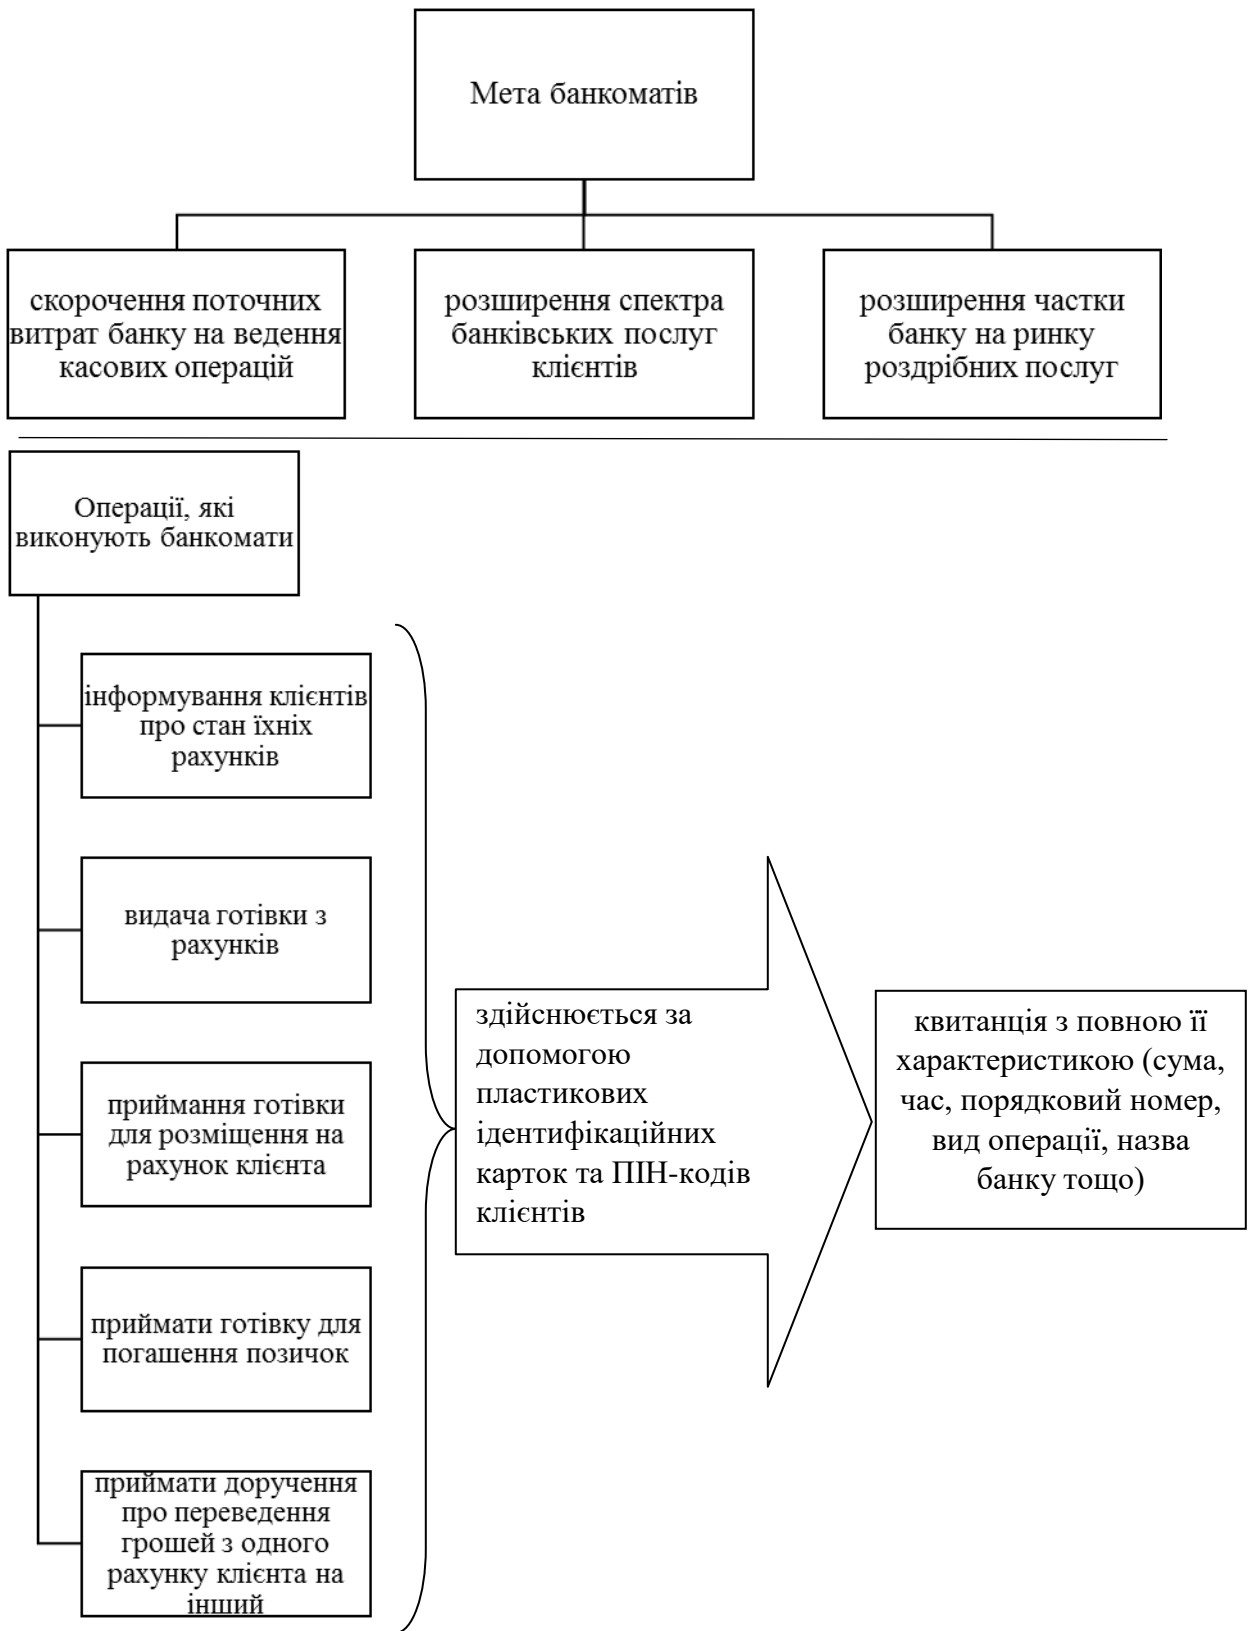 Мета банкоматів
скорочення поточних
витрат банку на ведення
касових операцій
розширення спектра
банківських послуг
клієнтів
розширення частки
банку на ринку
роздрібних послуг
Операції, які
виконують банкомати
інформування клієнтів
про стан їхніх
рахунків
видача готівки з
рахунків
приймання готівки
для розміщення на
рахунок клієнта
приймати готівку для
погашення позичок
приймати доручення
про переведення
грошей з одного
рахунку клієнта на
інший
здійснюється за
допомогою
пластикових
ідентифікаційних
карток та ПІН-кодів
клієнтів
квитанція з повною її
характеристикою (сума,
час, порядковий номер,
вид операції, назва
банку тощо)